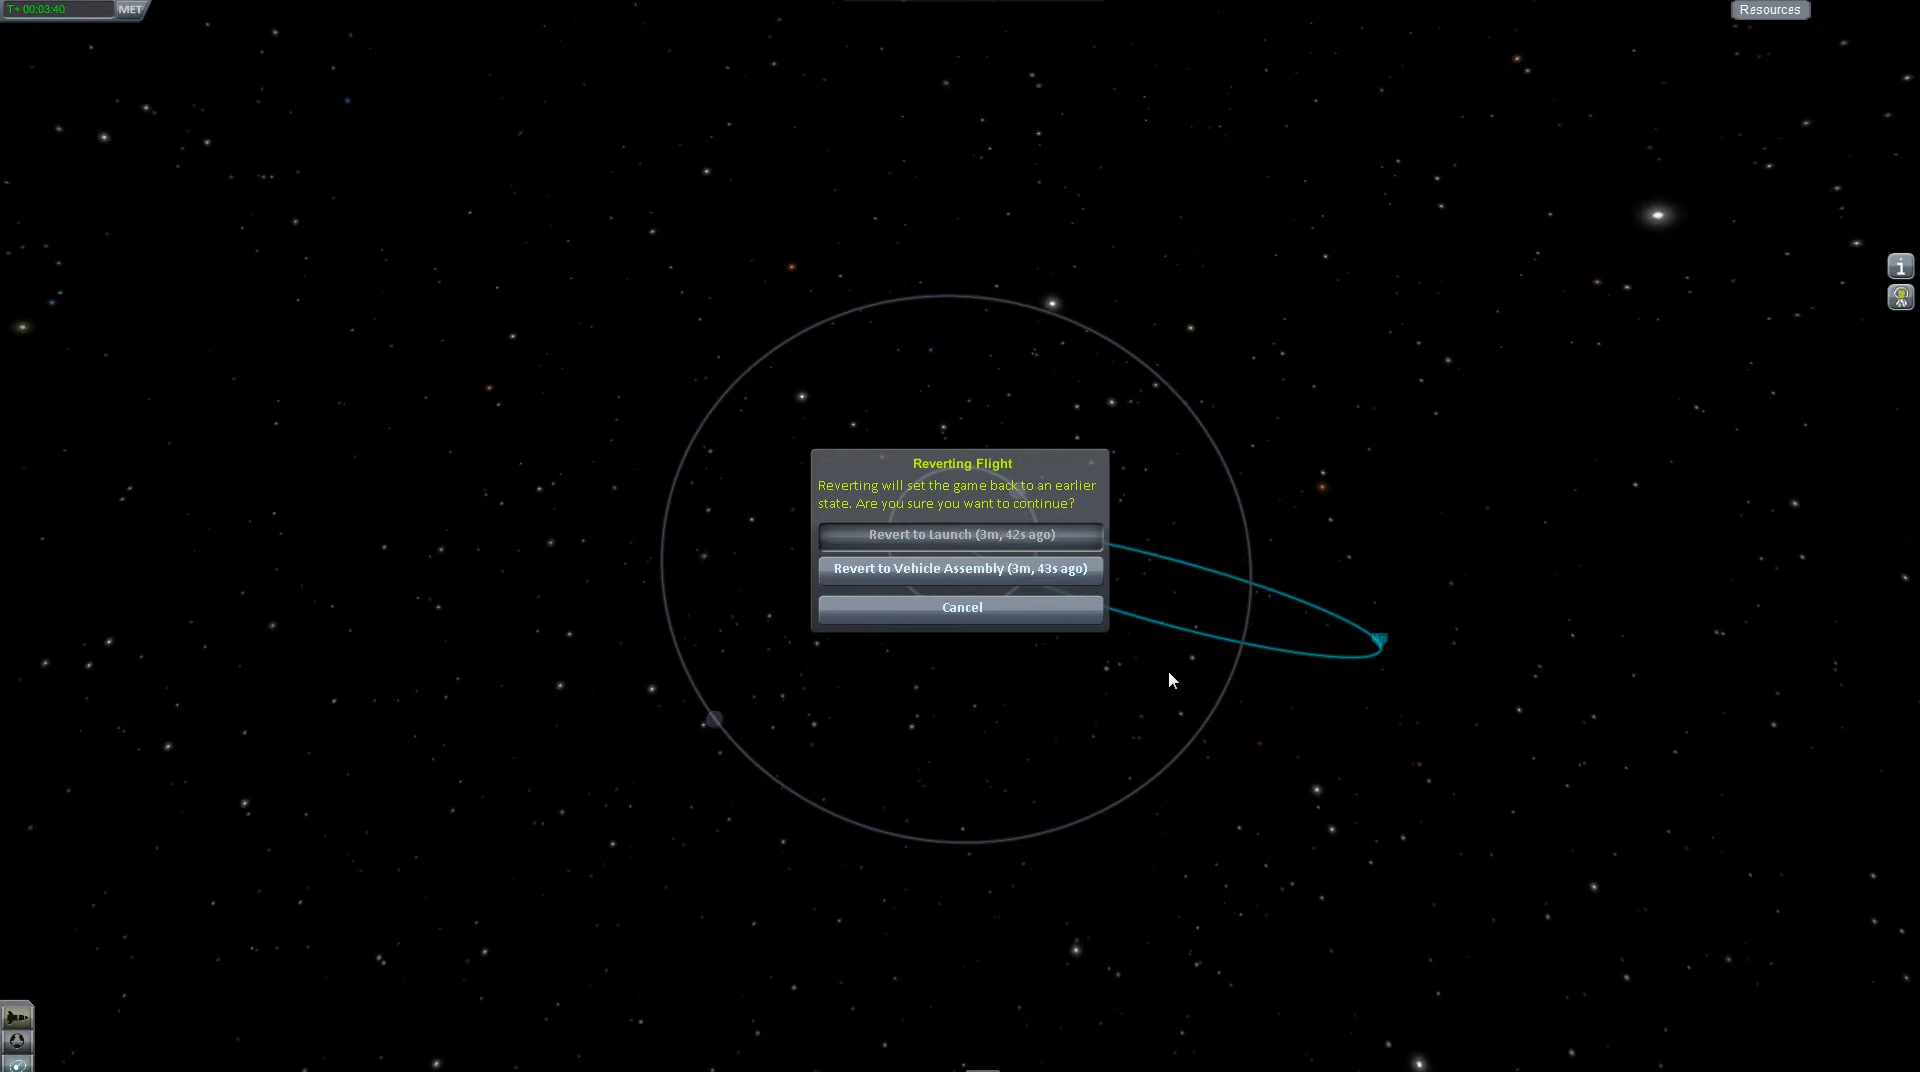 T+ 00:03:40 MET
Resources
Reverting Flight
Reverting will set the game back to an earlier
state. Are you sure you want to continue?
Revert to Launch (3m, 42s ago)
Revert to Vehicle Assembly (3m, 43s ago)
Cancel